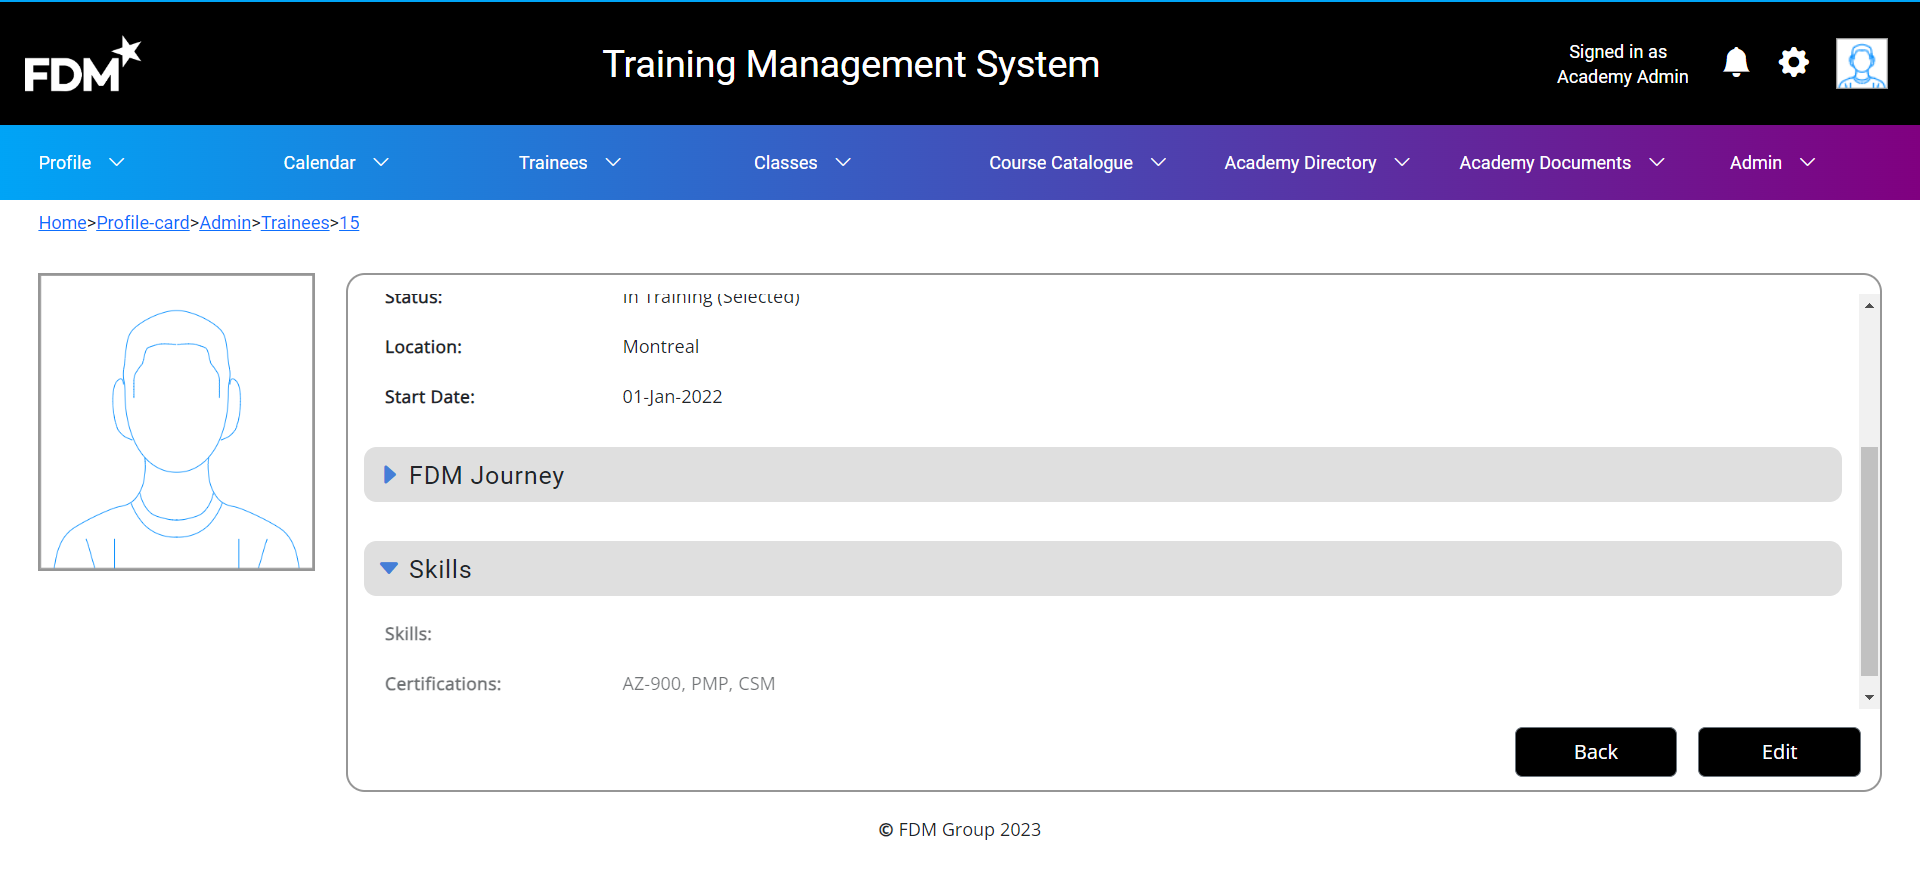 FDM
Training Management System
Signed in as
Academy Admin
Profile
Calendar
Trainees
Classes
Course Catalogue
Academy Directory
Academy Documents
Admin
Home>Profile-card>Admin>Trainees>15
Status: In Training (Selected)
Location: Montreal
Start Date: 01-Jan-2022
FDM Journey
Skills
Skills:
Certifications: AZ-900, PMP, CSM
Back
Edit
© FDM Group 2023